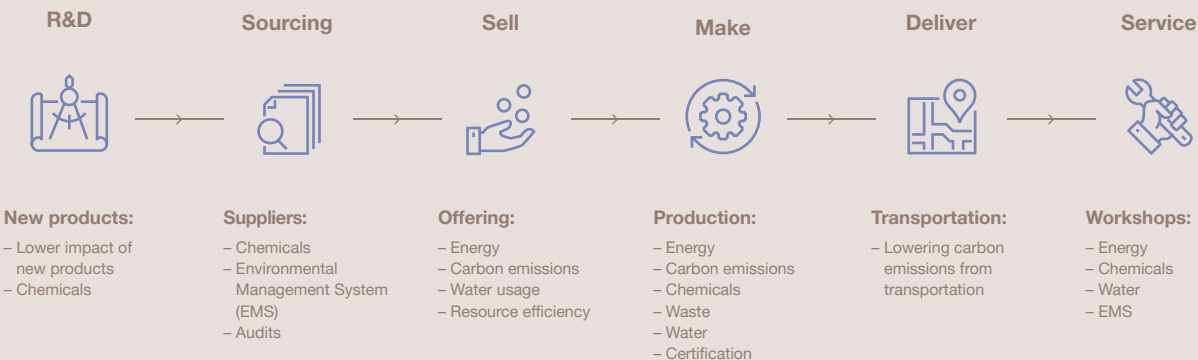 R&D
Sourcing
Sell
Make
Deliver
Service
New products:
– Lower impact of
new products
– Chemicals
Suppliers:
– Chemicals
– Environmental
Management System
(EMS)
– Audits
Offering:
– Energy
– Carbon emissions
– Water usage
– Resource efficiency
Production:
– Energy
– Carbon emissions
– Chemicals
– Waste
– Water
– Certification
Transportation:
– Lowering carbon
emissions from
transportation
Workshops:
– Energy
– Chemicals
– Water
– EMS